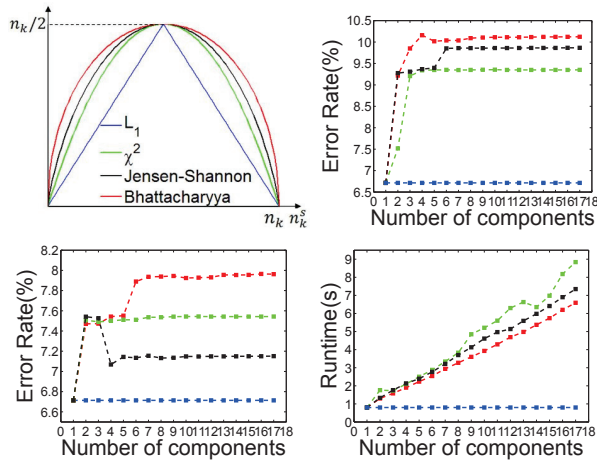 n_k/2
L_1
χ^2
Jensen-Shannon
Bhattacharyya
n_k n_k^s
Error Rate(%)
10.5
10
9.5
9
8.5
8
7.5
7
6.5
0 1 2 3 4 5 6 7 8 9 10 11 12 13 14 15 16 17 18
Number of components
Error Rate(%)
8.2
8
7.8
7.6
7.4
7.2
7
6.8
6.6
0 1 2 3 4 5 6 7 8 9 10 11 12 13 14 15 16 17 18
Number of components
Runtime(s)
9
8
7
6
5
4
3
2
1
0
0 1 2 3 4 5 6 7 8 9 10 11 12 13 14 15 16 17 18
Number of components